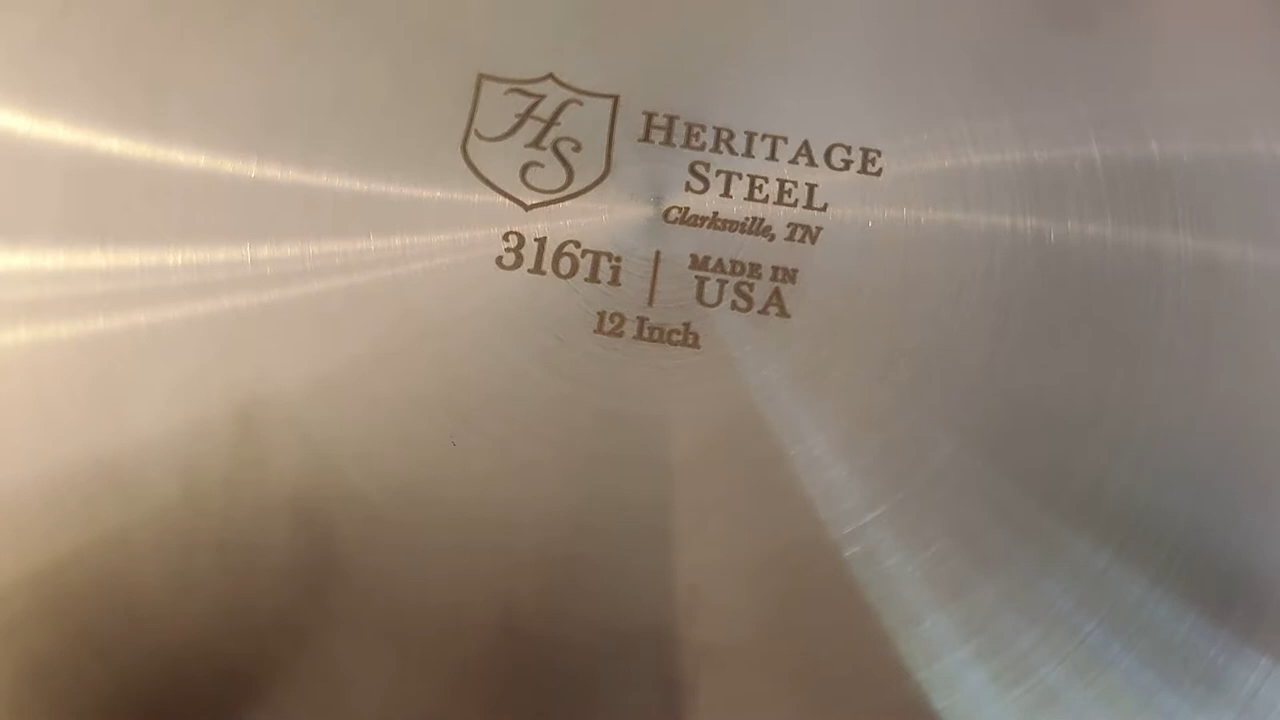 HS
HERITAGE
STEEL
Clarksville, TN
316Ti | MADE IN
USA
12 Inch